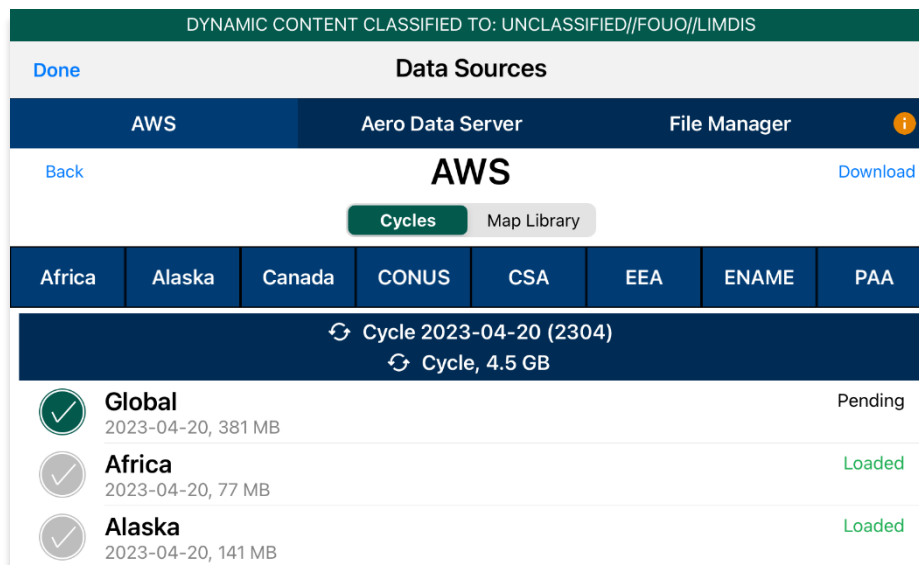 DYNAMIC CONTENT CLASSIFIED TO: UNCLASSIFIED//FOUO//LIMDIS
Done
Data Sources
AWS
Aero Data Server
File Manager
i
Back
AWS
Download
Cycles
Map Library
Africa
Alaska
Canada
CONUS
CSA
EEA
ENAME
PAA
Cycle 2023-04-20 (2304)
Cycle, 4.5 GB
Global
Pending
2023-04-20, 381 MB
Africa
Loaded
2023-04-20, 77 MB
Alaska
Loaded
2023-04-20, 141 MB